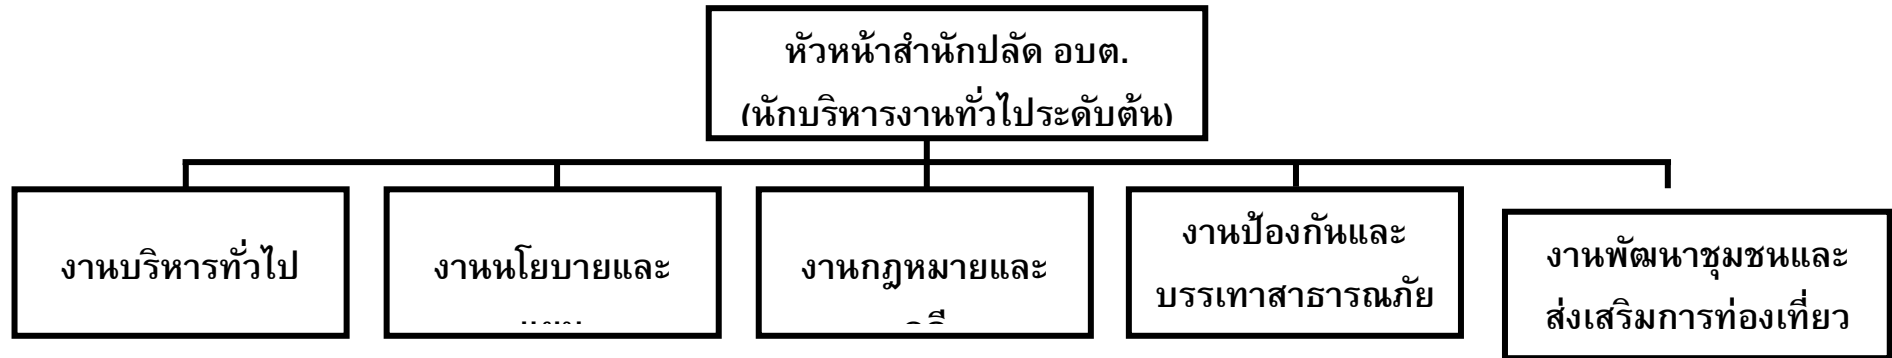 หัวหน้าสำนักปลัด อบต.
(นักบริหารงานทั่วไประดับต้น)
งานบริหารทั่วไป
งานนโยบายและ
งานกฎหมายและ
งานป้องกันและ
บรรเทาสาธารณภัย
งานพัฒนาชุมชนและ
ส่งเสริมการท่องเที่ยว